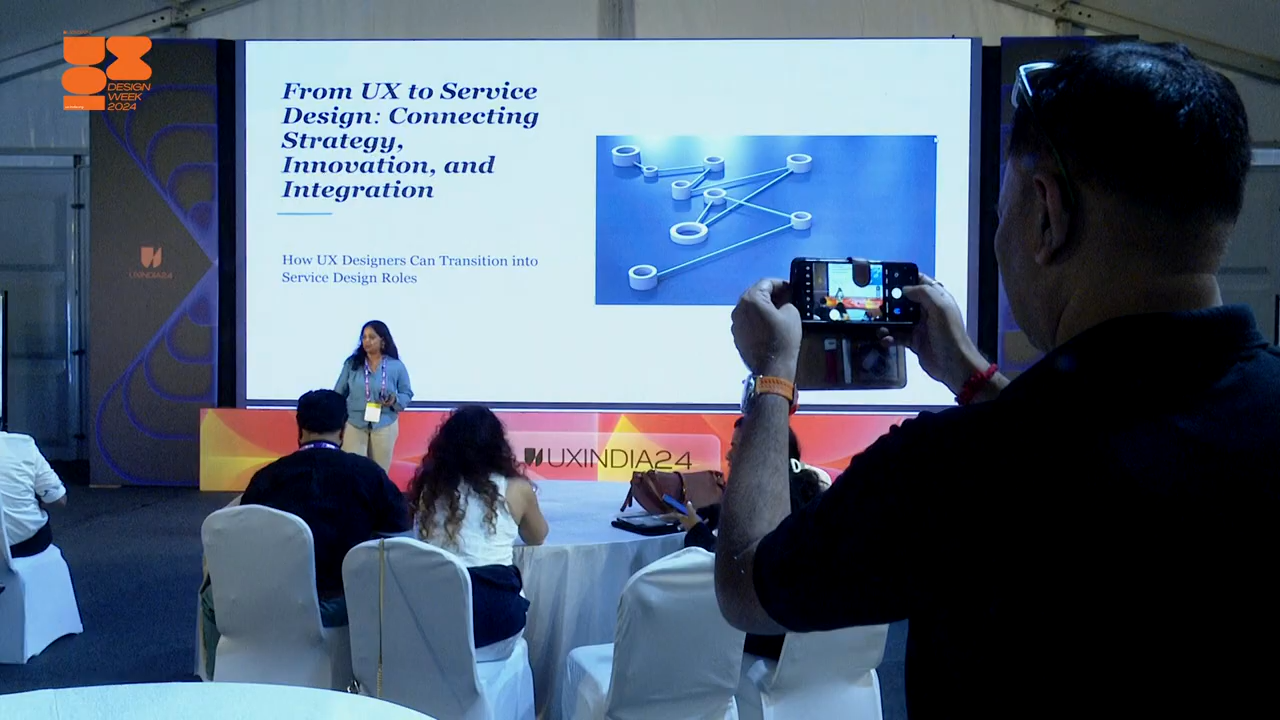 UX
DESIGN
WEEK
2024
From UX to Service
Design: Connecting
Strategy,
Innovation, and
Integration
How UX Designers Can Transition into
Service Design Roles
UXINDIA24
UXINDIA24